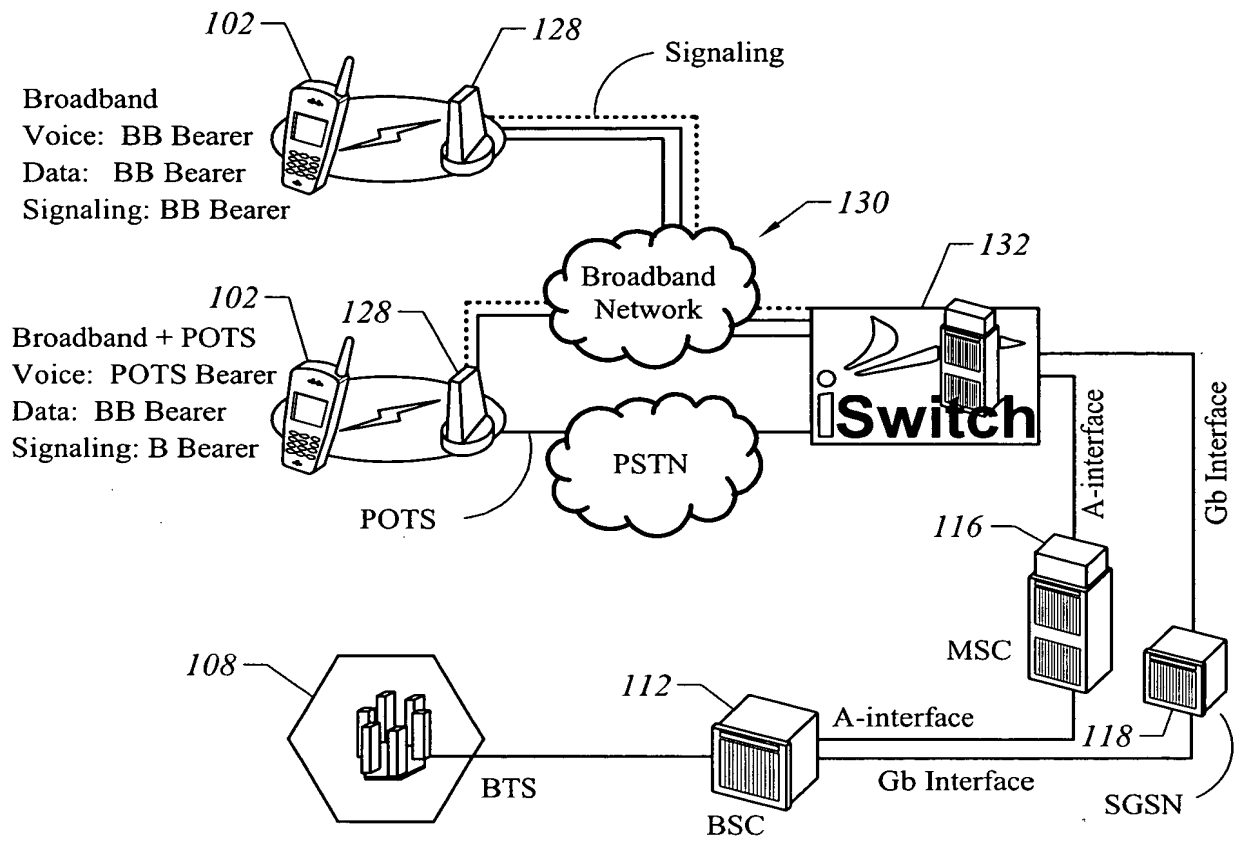 102
128
Signaling
Broadband
Voice: BB Bearer
Data: BB Bearer
Signaling: BB Bearer
130
Broadband
Network
132
102
128
Broadband + POTS
Voice: POTS Bearer
Data: BB Bearer
Signaling: B Bearer
iSwitch
PSTN
POTS
A-interface
Gb Interface
116
MSC
108
112
A-interface
118
BTS
Gb Interface
BSC
SGSN